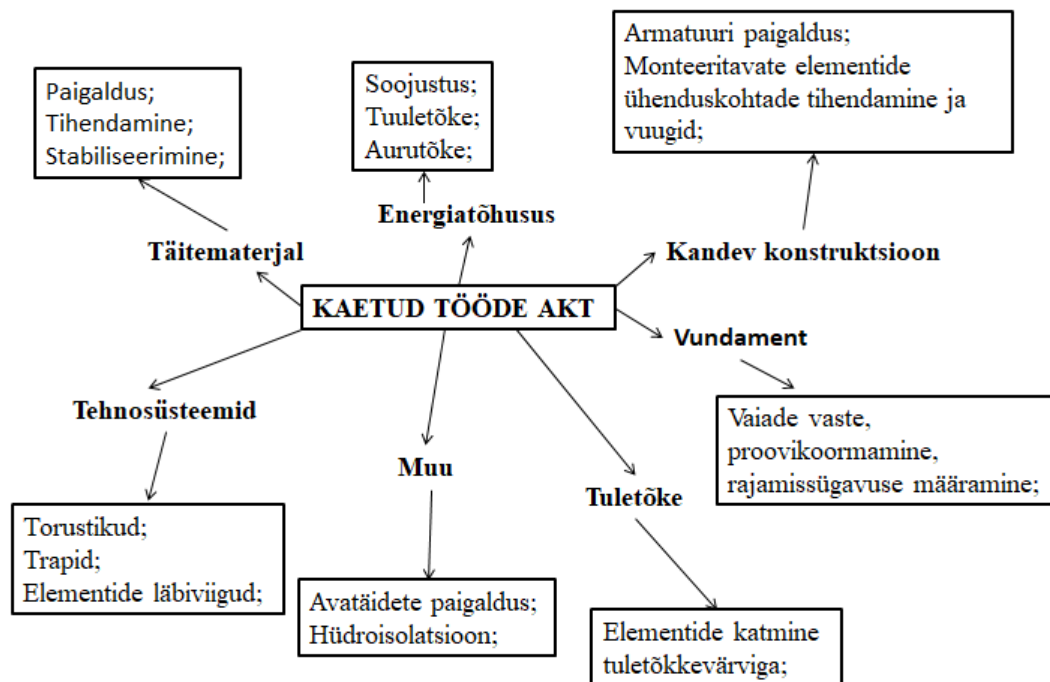 Armatuuri paigaldus;
Monteeritavate elementide
ühenduskohtade tihendamine ja
vuugid;
Paigaldus;
Tihendamine;
Stabiliseerimine;
Soojustus;
Tuuletõke;
Aurutõke;
Energiatõhusus
Täitematerjal
Kandev konstruktsioon
KAETUD TÖÖDE AKT
Vundament
Tehnosüsteemid
Vaiade vaste,
proovikoormamine,
rajamissügavuse määramine;
Muu
Tuletõke
Torustikud;
Trapid;
Elementide läbiviigud;
Avatäidete paigaldus;
Hüdroisolatsioon;
Elementide katmine
tuletõkkevärviga;